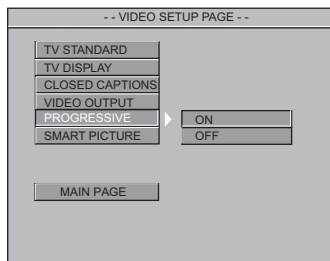 - - VIDEO SETUP PAGE - -
TV STANDARD
TV DISPLAY
CLOSED CAPTIONS
VIDEO OUTPUT
PROGRESSIVE ON
SMART PICTURE OFF
MAIN PAGE